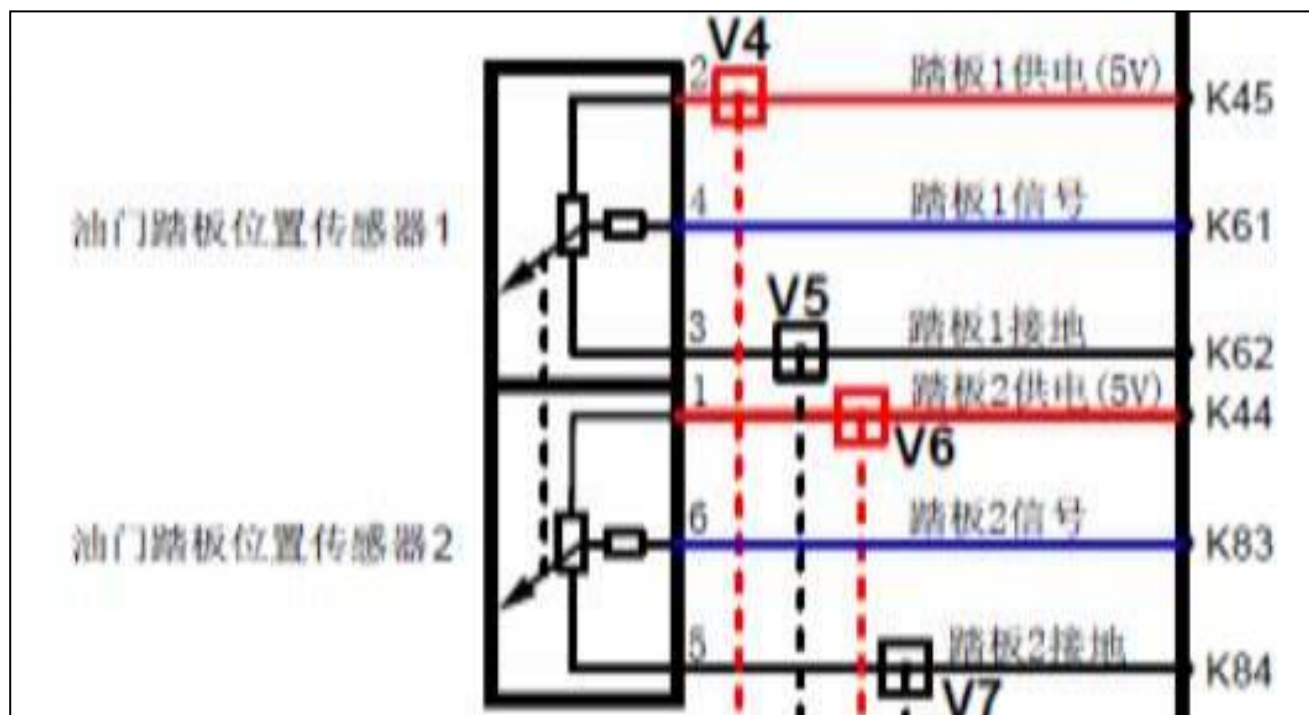 V4
2 踏板1供电(5V) K45
油门踏板位置传感器1
4 踏板1信号 K61
V5
3 踏板1接地 K62
1 踏板2供电(5V) K44
V6
油门踏板位置传感器2
6 踏板2信号 K83
5 踏板2接地 K84
V7